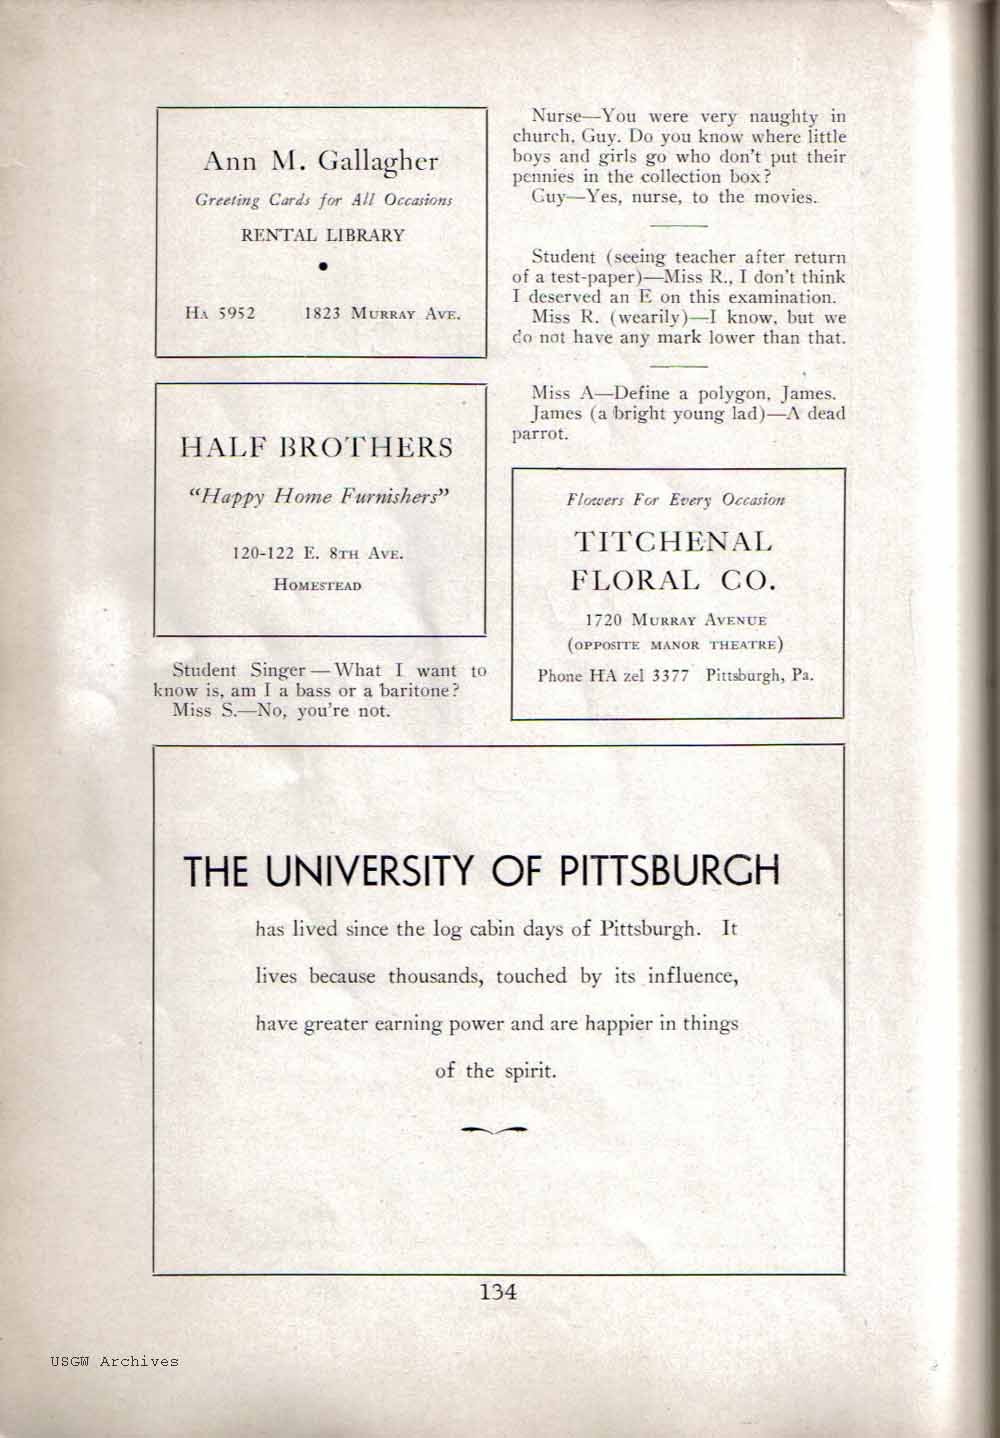 Ann M. Gallagher
Greeting Cards for All Occasions
RENTAL LIBRARY
HA 5952 1823 MURRAY AVE.
HALF BROTHERS
"Happy Home Furnishers"
120-122 E. 8TH AVE.
HOMESTEAD
Student Singer—What I want to
know is, am I a bass or a baritone?
Miss S.—No, you're not.
Nurse—You were very naughty in
church, Guy. Do you know where little
boys and girls go who don't put their
pennies in the collection box?
Guy—Yes, nurse, to the movies.
Student (seeing teacher after return
of a test-paper)—Miss R., I don't think
I deserved an E on this examination.
Miss R. (wearily)—I know, but we
do not have any mark lower than that.
Miss A—Define a polygon, James.
James (a bright young lad)—A dead
parrot.
Flowers For Every Occasion
TITCHENAL
FLORAL CO.
1720 MURRAY AVENUE
(OPPOSITE MANOR THEATRE)
Phone HA zel 3377 Pittsburgh, Pa.
THE UNIVERSITY OF PITTSBURGH
has lived since the log cabin days of Pittsburgh. It
lives because thousands, touched by its influence,
have greater earning power and are happier in things
of the spirit.
134
USGW Archives